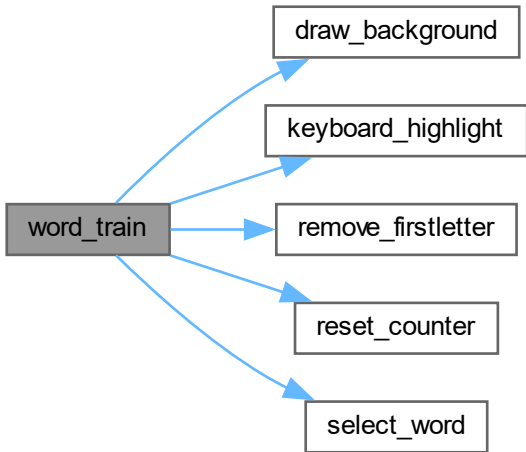 draw_background
keyboard_highlight
word_train
remove_firstletter
reset_counter
select_word